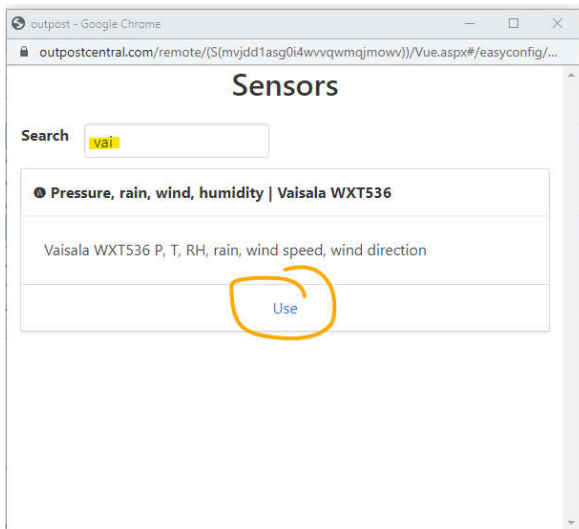 outpost - Google Chrome
outpostcentral.com/remote/(S(mvjdd1asg0i4wvvqwmqjmowv))/Vue.aspx#/easyconfig/...
Sensors
Search vai
Pressure, rain, wind, humidity | Vaisala WXT536
Vaisala WXT536 P, T, RH, rain, wind speed, wind direction
Use